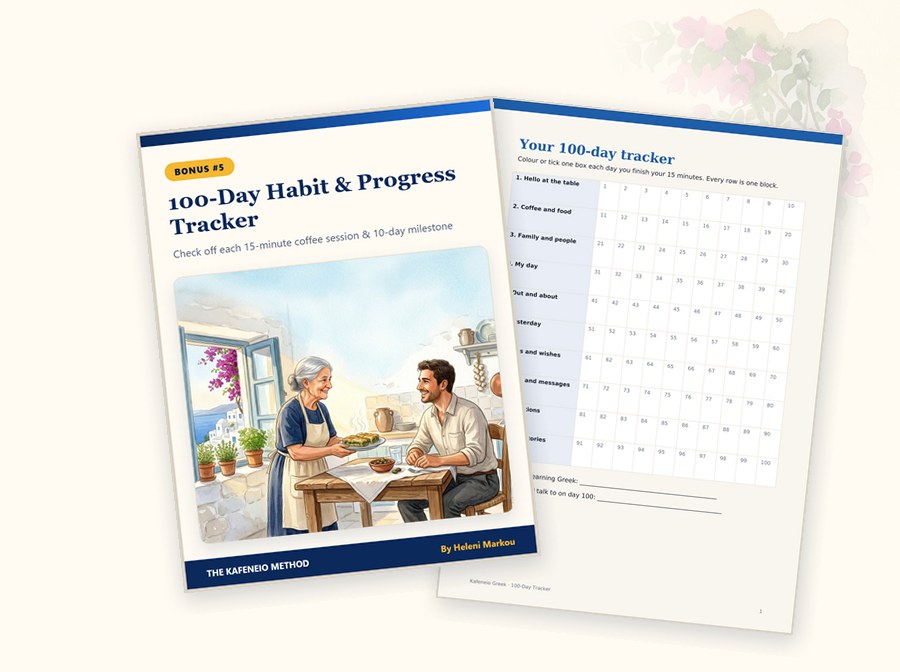 BONUS #5
100-Day Habit & Progress
Tracker
Check off each 15-minute coffee session & 10-day milestone
THE KAFENEIO METHOD
By Heleni Markou
Your 100-day tracker
Colour or tick one box each day you finish your 15 minutes. Every row is one block.
1. Hello at the table 1 2 3 4 5 6 7 8 9 10
2. Coffee and food 11 12 13 14 15 16 17 18 19 20
3. Family and people 21 22 23 24 25 26 27 28 29 30
. My day 31 32 33 34 35 36 37 38 39 40
Out and about 41 42 43 44 45 46 47 48 49 50
sterday 51 52 53 54 55 56 57 58 59 60
s and wishes 61 62 63 64 65 66 67 68 69 70
and messages 71 72 73 74 75 76 77 78 79 80
ions 81 82 83 84 85 86 87 88 89 90
ories 91 92 93 94 95 96 97 98 99 100
earning Greek:
talk to on day 100:
Kafeneio Greek · 100-Day Tracker
1